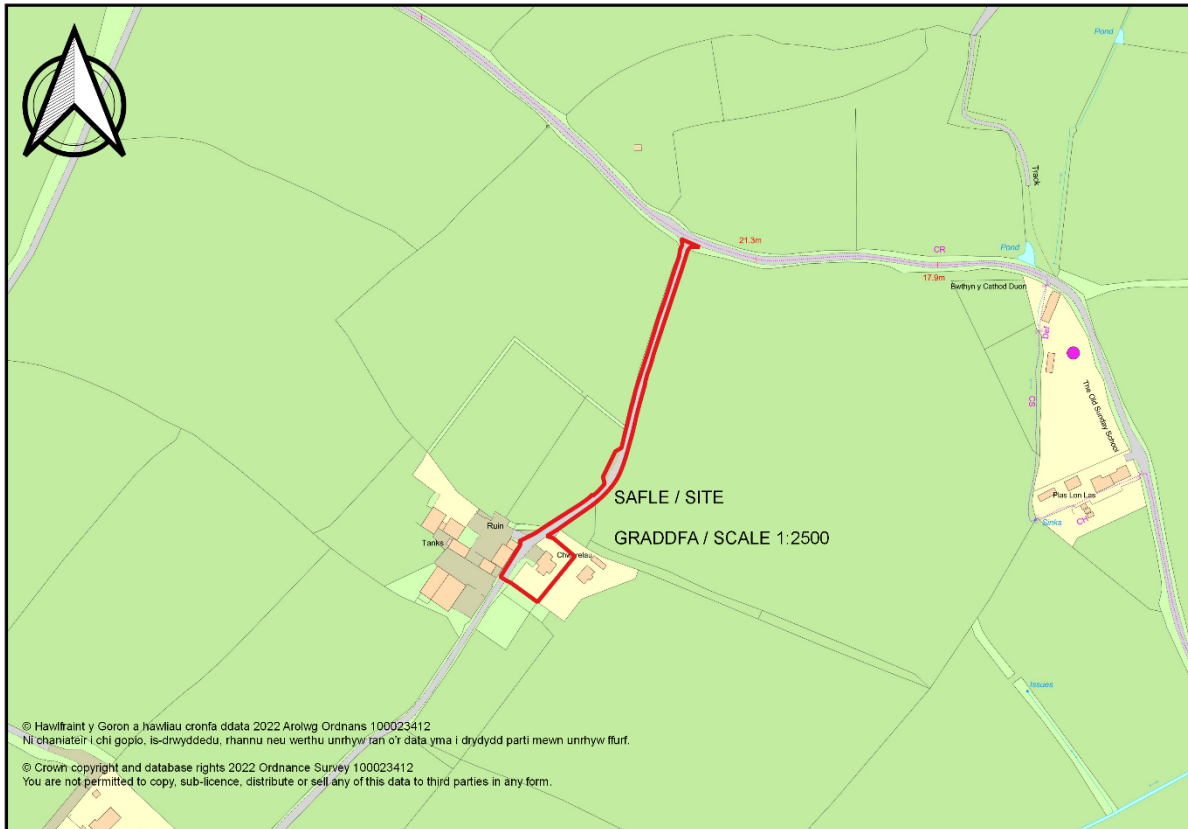 Pond
Track
21.3m
CR
Pond
17.9m
Bwthyn y Cathod Duon
Def
CS
The Old Sunday School
SAFLE / SITE
Plas Lon Las
Ruin
Sinks
CH
Tanks
GRADDFA / SCALE 1:2500
Issues
© Hawlfraint y Goron a hawliau cronfa ddata 2022 Arolwg Ordnans 100023412
Ni chaniateir i chi gopïo, is-drwyddedu, rhannu neu werthu unrhyw ran o'r data yma i drydydd parti mewn unrhyw ffurf.
© Crown copyright and database rights 2022 Ordnance Survey 100023412
You are not permitted to copy, sub-licence, distribute or sell any of this data to third parties in any form.